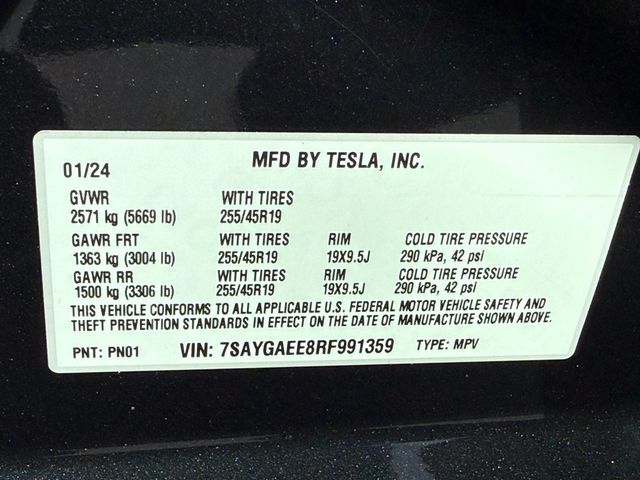 01/24 MFD BY TESLA, INC.
GVWR WITH TIRES
2571 kg (5669 lb) 255/45R19
GAWR FRT WITH TIRES RIM COLD TIRE PRESSURE
1363 kg (3004 lb) 255/45R19 19X9.5J 290 kPa, 42 psi
GAWR RR WITH TIRES RIM COLD TIRE PRESSURE
1500 kg (3306 lb) 255/45R19 19X9.5J 290 kPa, 42 psi
THIS VEHICLE CONFORMS TO ALL APPLICABLE U.S. FEDERAL MOTOR VEHICLE SAFETY AND
THEFT PREVENTION STANDARDS IN EFFECT ON THE DATE OF MANUFACTURE SHOWN ABOVE.
PNT: PN01 VIN: 7SAYGAEE8RF991359 TYPE: MPV